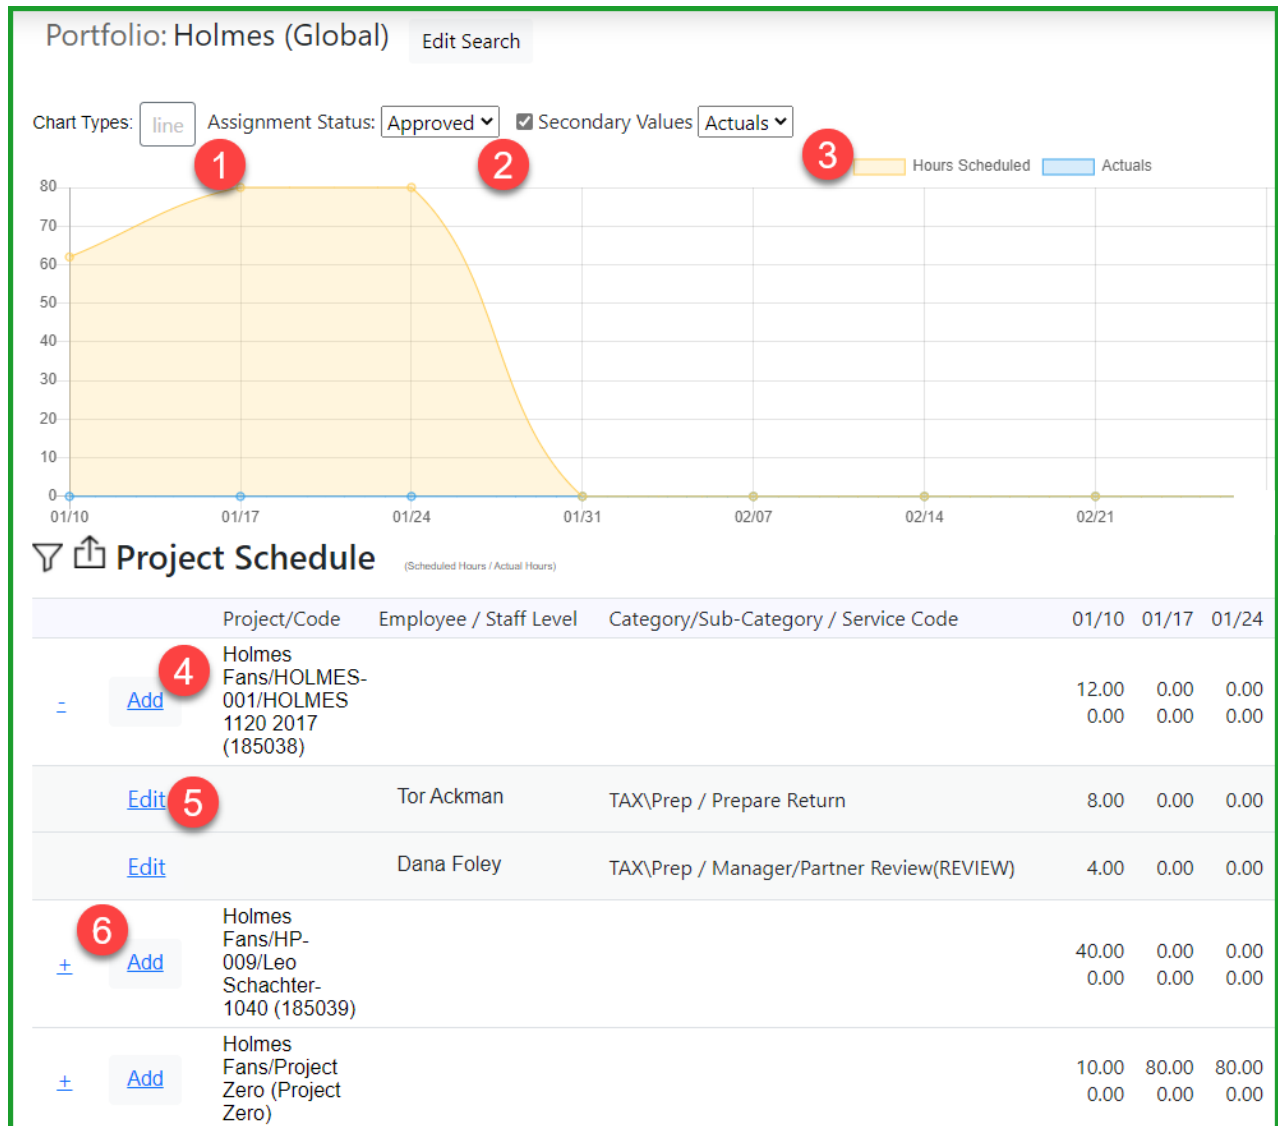 Portfolio: Holmes (Global) Edit Search
Chart Types: line Assignment Status: Approved Secondary Values Actuals
1 2 3 Hours Scheduled Actuals
80
70
60
50
40
30
20
10
0
01/10 01/17 01/24 01/31 02/07 02/14 02/21
Project Schedule (Scheduled Hours / Actual Hours)
Project/Code Employee / Staff Level Category/Sub-Category / Service Code 01/10 01/17 01/24
Holmes
Fans/HOLMES-
001/HOLMES
1120 2017
(185038)
- Add 4 12.00 0.00 0.00
0.00 0.00 0.00
Edit 5 Tor Ackman TAX\Prep / Prepare Return 8.00 0.00 0.00
Edit Dana Foley TAX\Prep / Manager/Partner Review(REVIEW) 4.00 0.00 0.00
6
Holmes
Fans/HP-
009/Leo
Schachter-
1040 (185039)
+ Add 40.00 0.00 0.00
0.00 0.00 0.00
Holmes
Fans/Project
Zero (Project
Zero)
+ Add 10.00 80.00 80.00
0.00 0.00 0.00